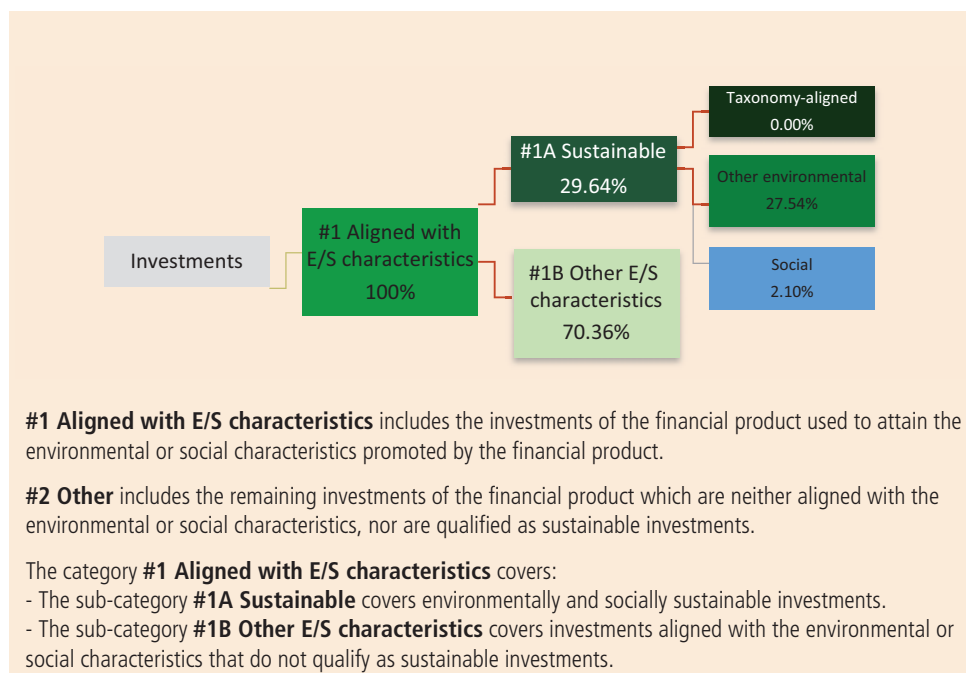 Investments
#1 Aligned with
E/S characteristics
100%
#1A Sustainable
29.64%
#1B Other E/S
characteristics
70.36%
Taxonomy-aligned
0.00%
Other environmental
27.54%
Social
2.10%
#1 Aligned with E/S characteristics includes the investments of the financial product used to attain the
environmental or social characteristics promoted by the financial product.
#2 Other includes the remaining investments of the financial product which are neither aligned with the
environmental or social characteristics, nor are qualified as sustainable investments.
The category #1 Aligned with E/S characteristics covers:
- The sub-category #1A Sustainable covers environmentally and socially sustainable investments.
- The sub-category #1B Other E/S characteristics covers investments aligned with the environmental or
social characteristics that do not qualify as sustainable investments.